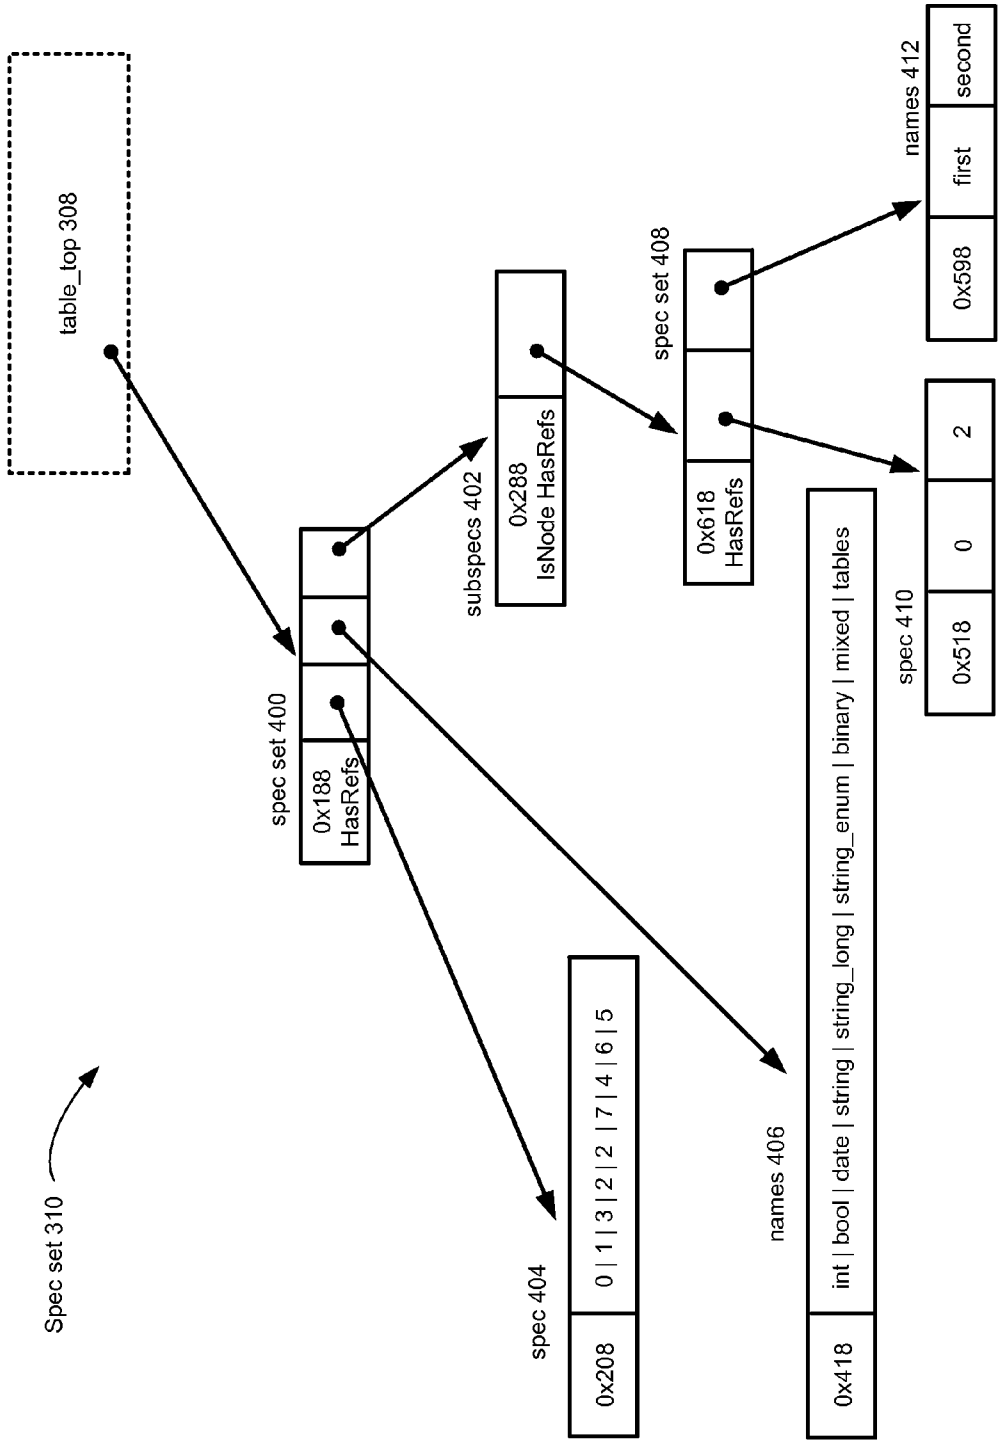 Spec set 310
table_top 308
spec set 400
0x188
HasRefs
subspecs 402
0x288
IsNode HasRefs
spec 404
0x208
0 | 1 | 3 | 2 | 2 | 7 | 4 | 6 | 5
spec set 408
0x618
HasRefs
names 406
0x418
int | bool | date | string | string_long | string_enum | binary | mixed | tables
spec 410
0x518
0
2
names 412
0x598
first
second